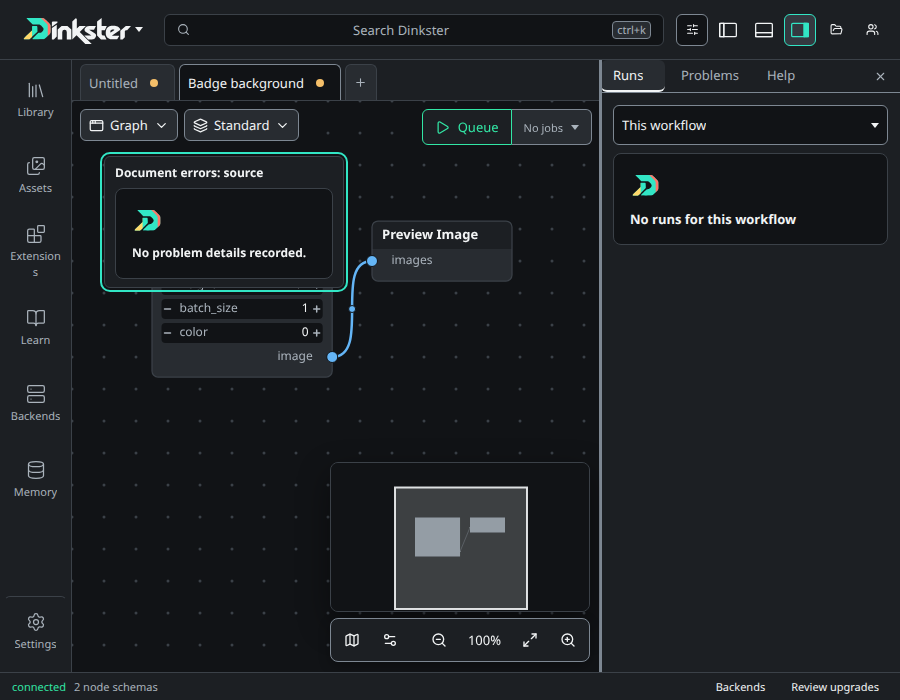 Dinkster
Search Dinkster
ctrl+k
Library
Assets
Extension
s
Learn
Backends
Memory
Settings
Untitled
Badge background
+
Graph
Standard
Queue
No jobs
Document errors: source
No problem details recorded.
− batch_size 1 +
− color 0 +
image
Preview Image
images
100%
Runs
Problems
Help
This workflow
No runs for this workflow
connected
2 node schemas
Backends
Review upgrades